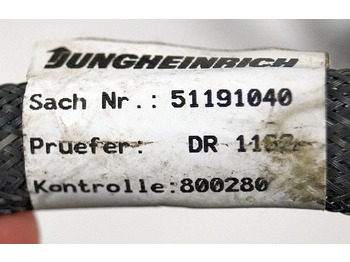 JUNGHEINRICH
Sach Nr.: 51191040
Pruefer: DR
Kontrolle:800280